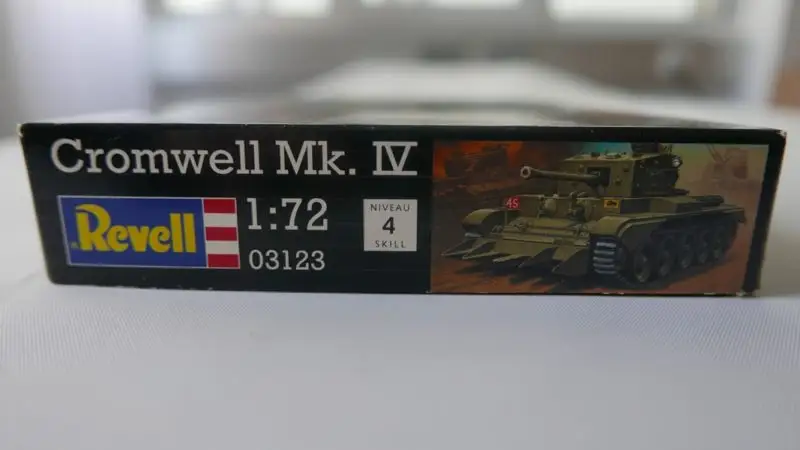 Cromwell Mk. IV
Revell
1:72
03123
NIVEAU
4
SKILL
45